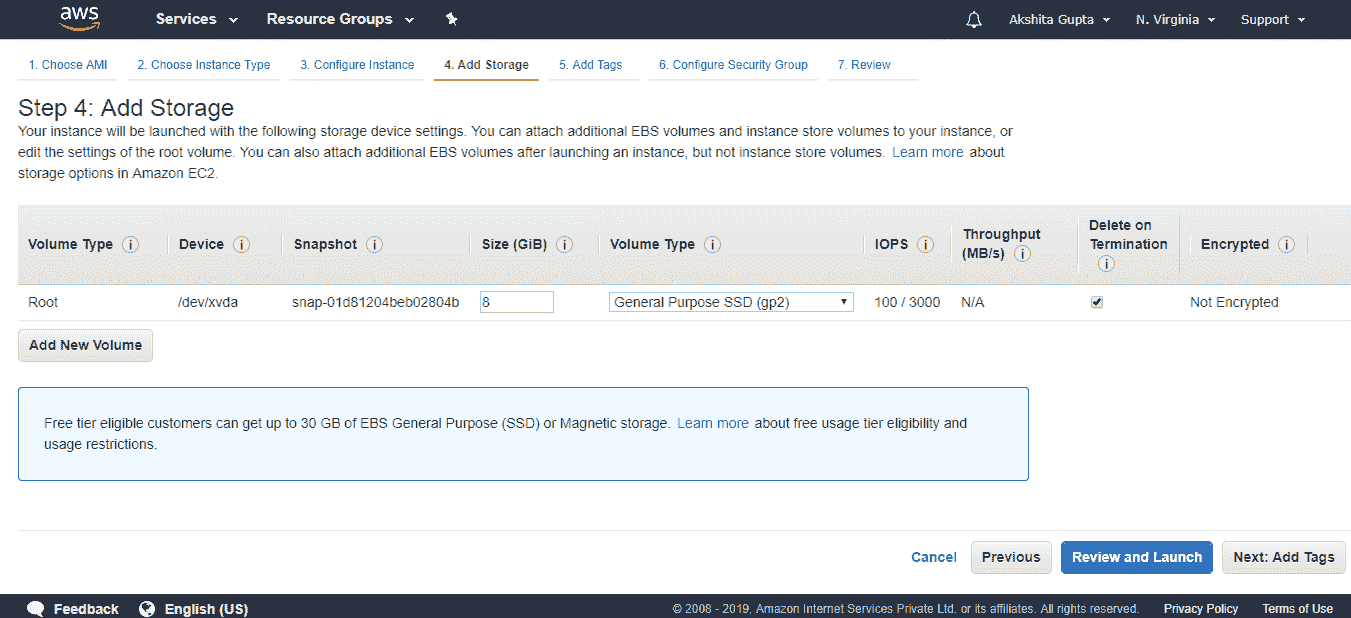 aws Services Resource Groups Akshita Gupta N. Virginia Support
1. Choose AMI 2. Choose Instance Type 3. Configure Instance 4. Add Storage 5. Add Tags 6. Configure Security Group 7. Review
Step 4: Add Storage
Your instance will be launched with the following storage device settings. You can attach additional EBS volumes and instance store volumes to your instance, or
edit the settings of the root volume. You can also attach additional EBS volumes after launching an instance, but not instance store volumes. Learn more about
storage options in Amazon EC2.
Volume Type i Device i Snapshot i Size (GiB) i Volume Type i IOPS i Throughput (MB/s) i Delete on Termination i Encrypted i
Root /dev/xvda snap-01d81204beb02804b 8 General Purpose SSD (gp2) 100 / 3000 N/A Not Encrypted
Add New Volume
Free tier eligible customers can get up to 30 GB of EBS General Purpose (SSD) or Magnetic storage. Learn more about free usage tier eligibility and
usage restrictions.
Cancel Previous Review and Launch Next: Add Tags
Feedback English (US) © 2008 - 2019, Amazon Internet Services Private Ltd. or its affiliates. All rights reserved. Privacy Policy Terms of Use